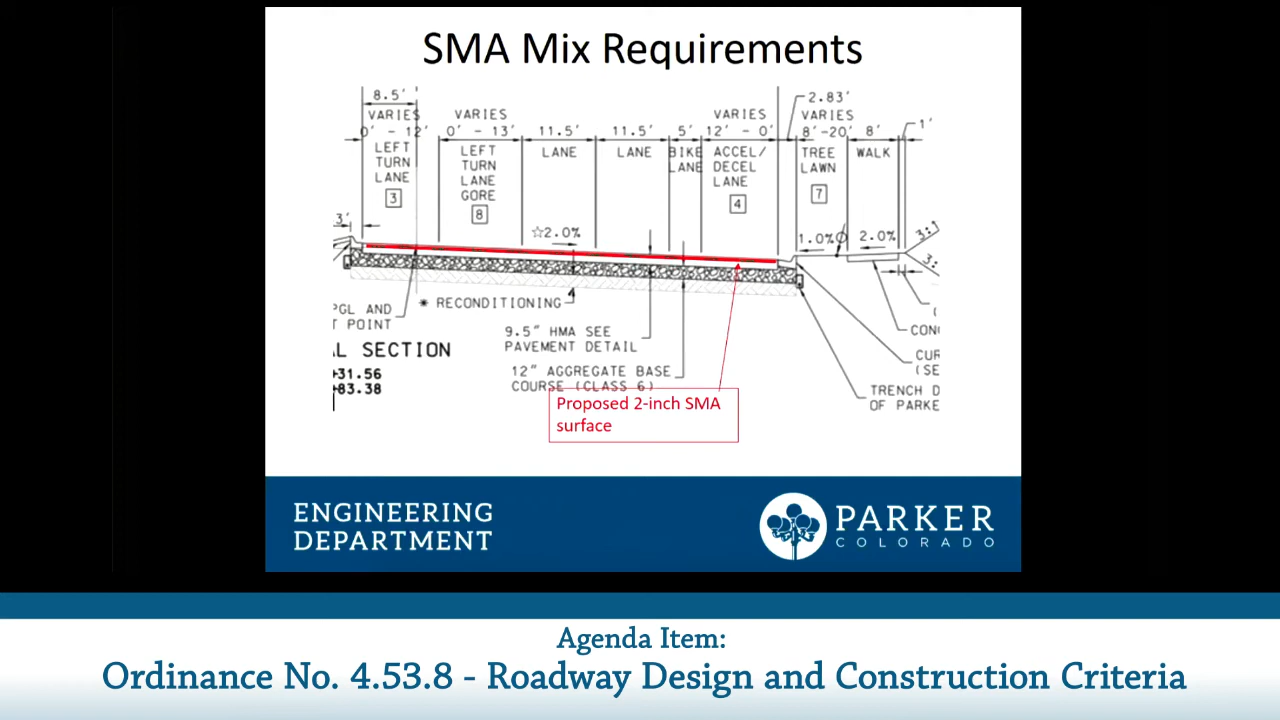 SMA Mix Requirements
8.5'
VARIES
0' - 12'
LEFT
TURN
LANE
3
VARIES
0' - 13'
LEFT
TURN
LANE
GORE
8
11.5'
LANE
11.5'
LANE
5'
BIKE
LANE
VARIES
12' - 0'
ACCEL/
DECEL
LANE
4
2.83'
VARIES
8'-20'
TREE
LAWN
7
8'
WALK
1'
3'
☆2.0%
1.0%
2.0%
3:1
3:
PGL AND
T POINT
* RECONDITIONING
9.5" HMA SEE
PAVEMENT DETAIL
12" AGGREGATE BASE
COURSE (CLASS 6)
L SECTION
+31.56
+83.38
(
CONC
CUR
(SE
TRENCH D
OF PARKE
Proposed 2-inch SMA
surface
ENGINEERING
DEPARTMENT
PARKER
COLORADO
Agenda Item:
Ordinance No. 4.53.8 - Roadway Design and Construction Criteria